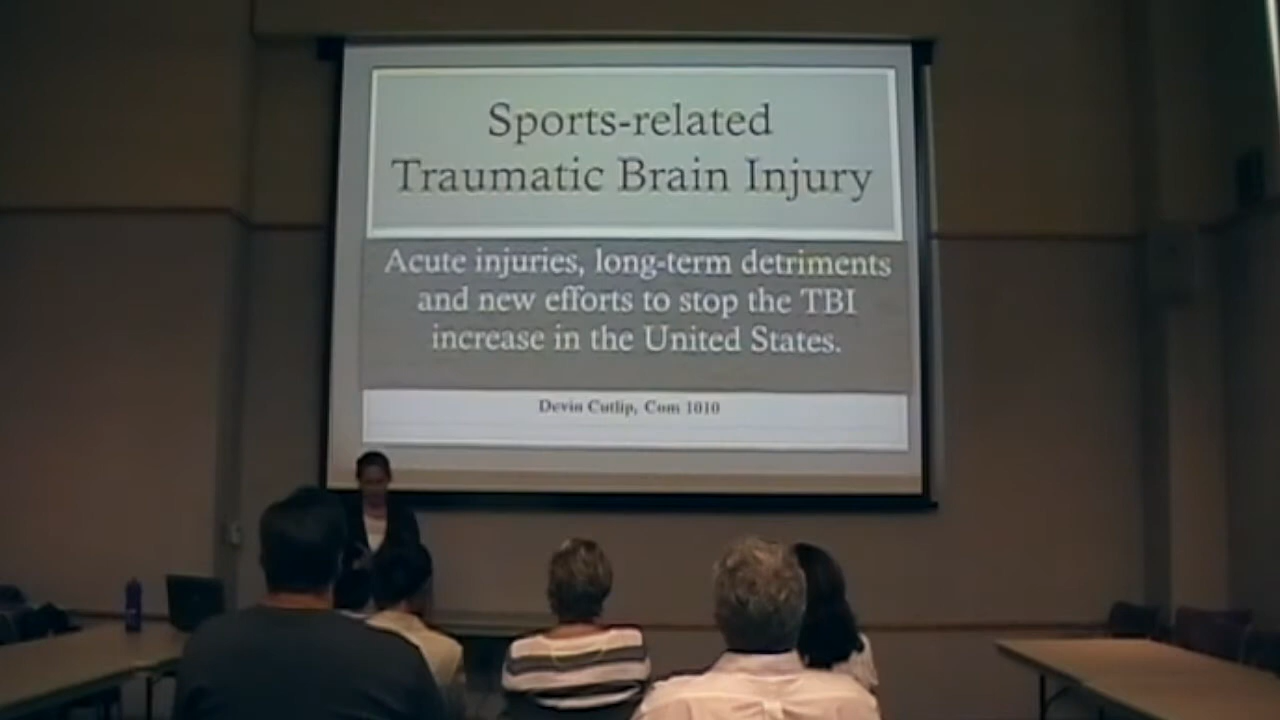 Sports-related
Traumatic Brain Injury
Acute injuries, long-term detriments
and new efforts to stop the TBI
increase in the United States.
Devin Cutlip, Com 1010